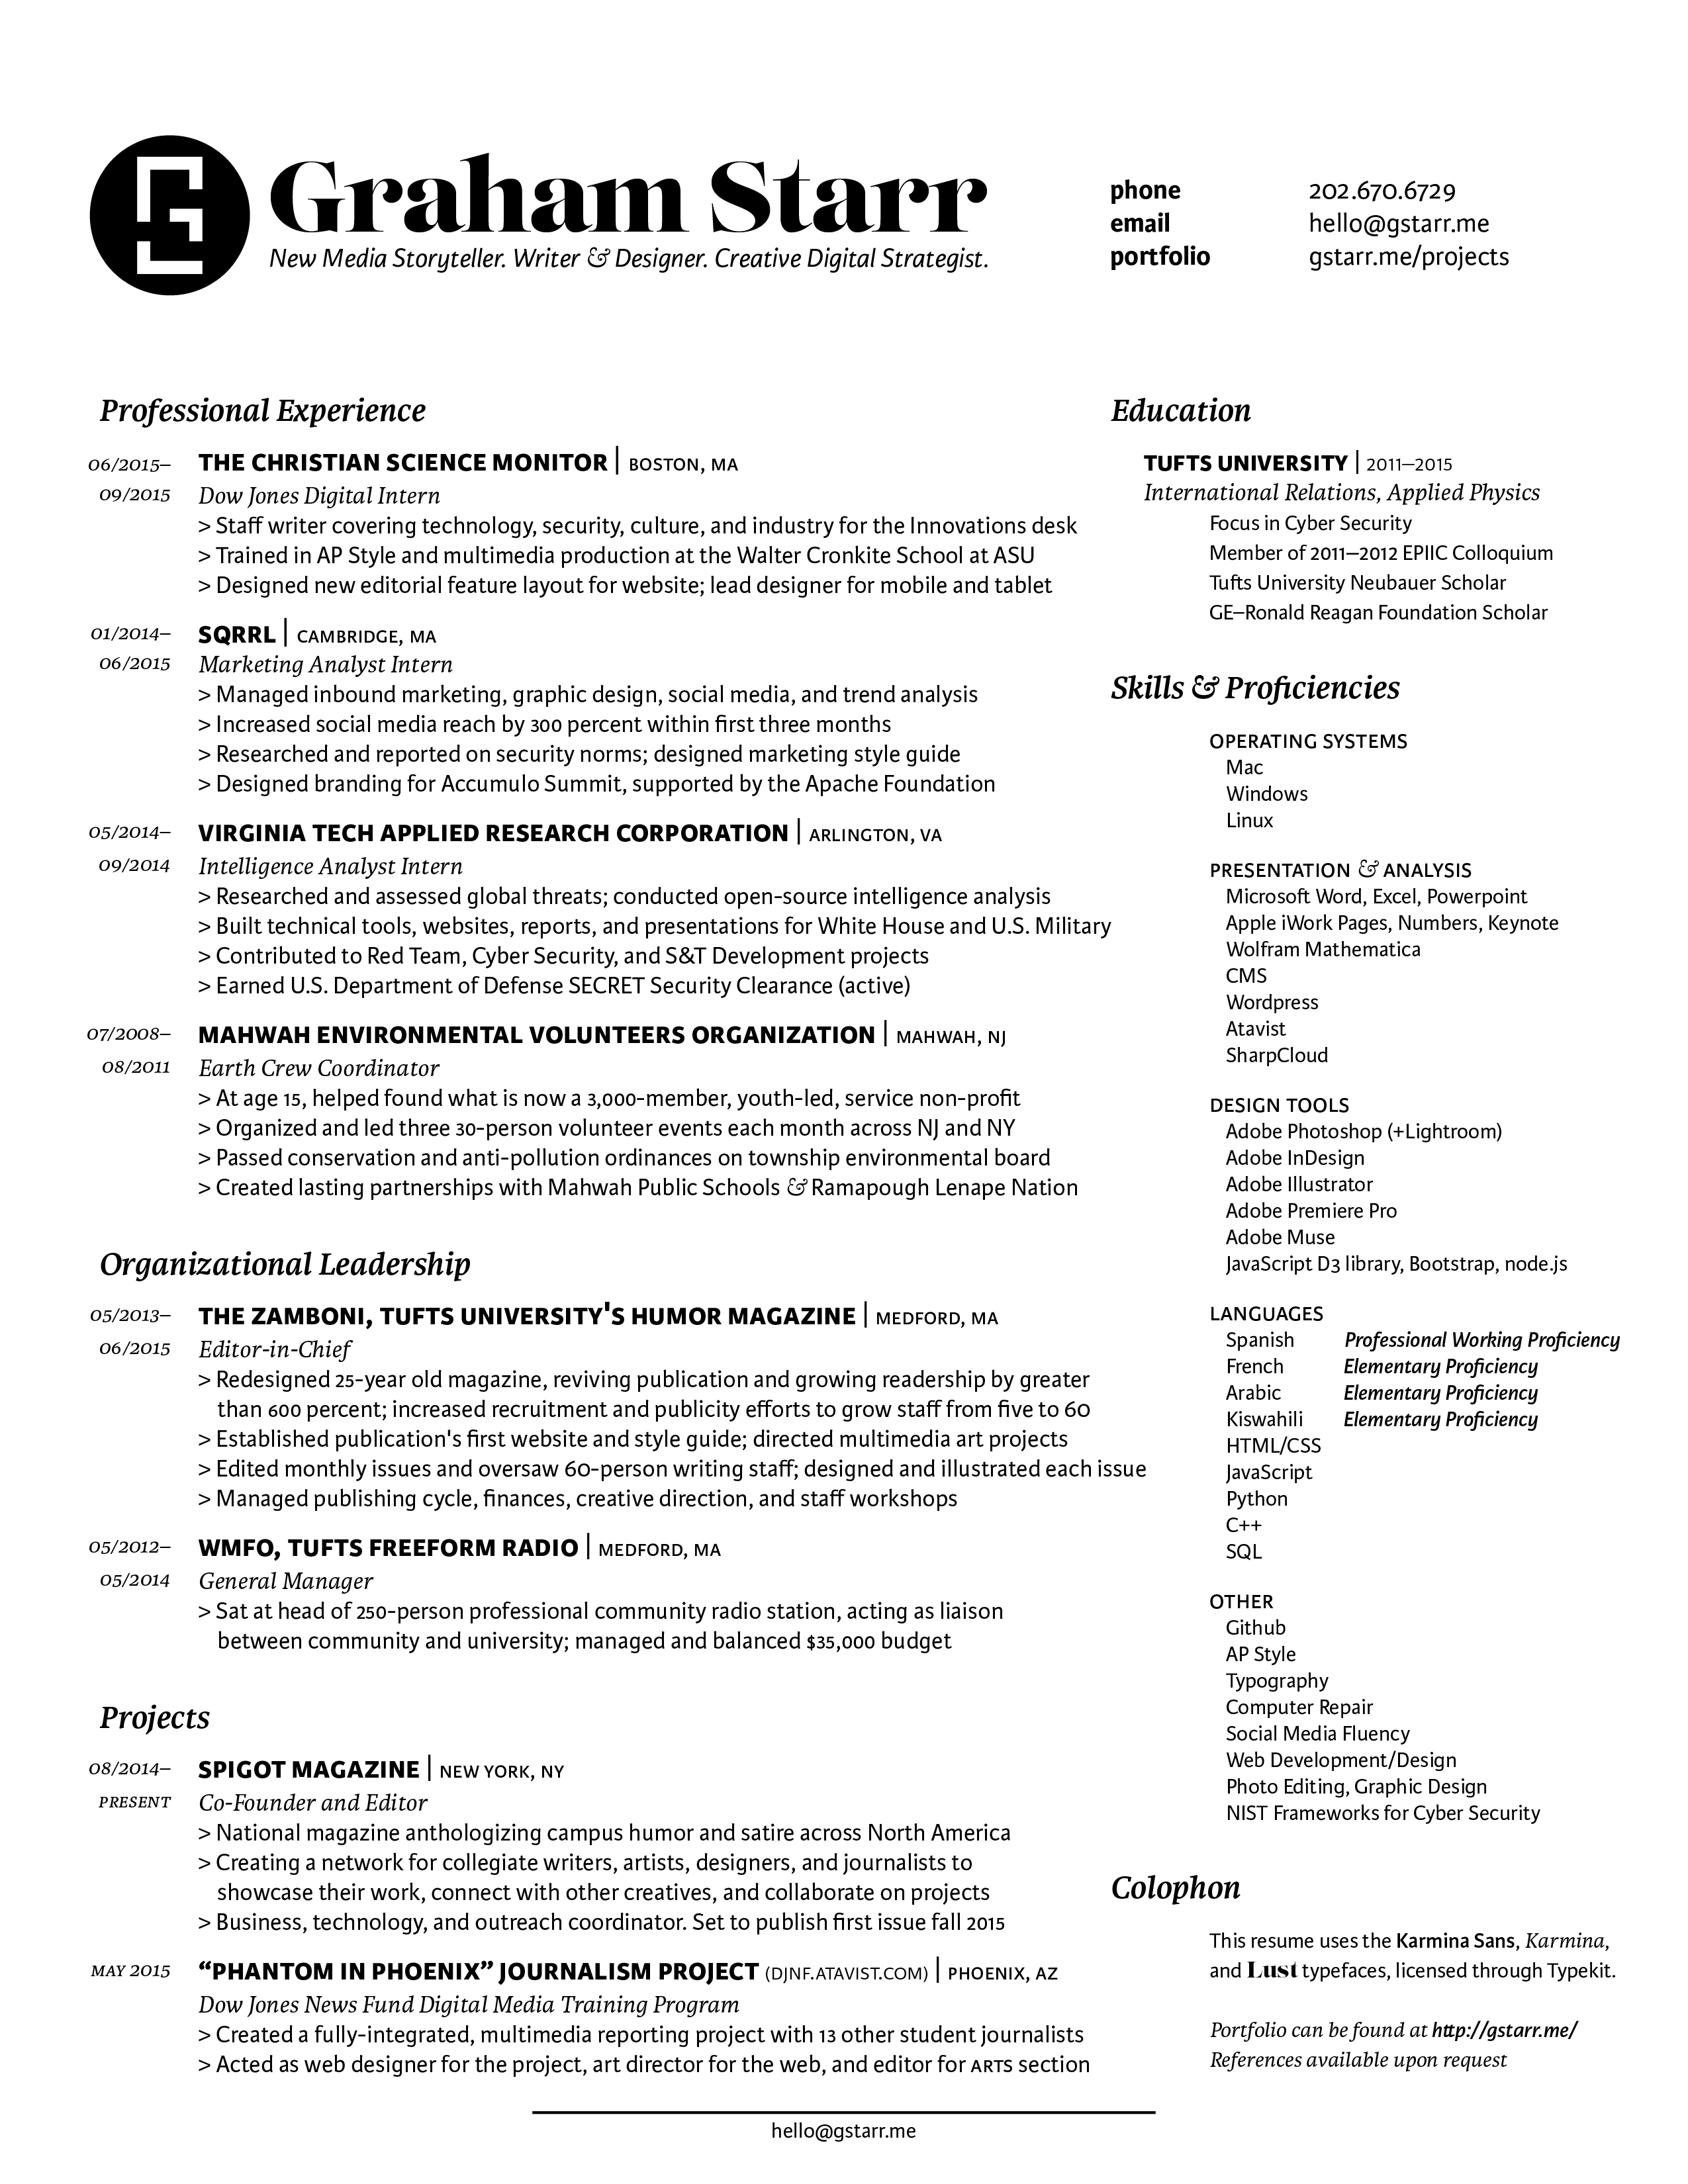 Graham Starr
New Media Storyteller. Writer & Designer. Creative Digital Strategist.
phone 202.670.6729
email hello@gstarr.me
portfolio gstarr.me/projects
Professional Experience
06/2015– THE CHRISTIAN SCIENCE MONITOR | BOSTON, MA
09/2015 Dow Jones Digital Intern
> Staff writer covering technology, security, culture, and industry for the Innovations desk
> Trained in AP Style and multimedia production at the Walter Cronkite School at ASU
> Designed new editorial feature layout for website; lead designer for mobile and tablet
01/2014– SQRRL | CAMBRIDGE, MA
06/2015 Marketing Analyst Intern
> Managed inbound marketing, graphic design, social media, and trend analysis
> Increased social media reach by 300 percent within first three months
> Researched and reported on security norms; designed marketing style guide
> Designed branding for Accumulo Summit, supported by the Apache Foundation
05/2014– VIRGINIA TECH APPLIED RESEARCH CORPORATION | ARLINGTON, VA
09/2014 Intelligence Analyst Intern
> Researched and assessed global threats; conducted open-source intelligence analysis
> Built technical tools, websites, reports, and presentations for White House and U.S. Military
> Contributed to Red Team, Cyber Security, and S&T Development projects
> Earned U.S. Department of Defense SECRET Security Clearance (active)
07/2008– MAHWAH ENVIRONMENTAL VOLUNTEERS ORGANIZATION | MAHWAH, NJ
08/2011 Earth Crew Coordinator
> At age 15, helped found what is now a 3,000-member, youth-led, service non-profit
> Organized and led three 30-person volunteer events each month across NJ and NY
> Passed conservation and anti-pollution ordinances on township environmental board
> Created lasting partnerships with Mahwah Public Schools & Ramapough Lenape Nation
Organizational Leadership
05/2013– THE ZAMBONI, TUFTS UNIVERSITY'S HUMOR MAGAZINE | MEDFORD, MA
06/2015 Editor-in-Chief
> Redesigned 25-year old magazine, reviving publication and growing readership by greater
than 600 percent; increased recruitment and publicity efforts to grow staff from five to 60
> Established publication's first website and style guide; directed multimedia art projects
> Edited monthly issues and oversaw 60-person writing staff; designed and illustrated each issue
> Managed publishing cycle, finances, creative direction, and staff workshops
05/2012– WMFO, TUFTS FREEFORM RADIO | MEDFORD, MA
05/2014 General Manager
> Sat at head of 250-person professional community radio station, acting as liaison
between community and university; managed and balanced $35,000 budget
Projects
08/2014– SPIGOT MAGAZINE | NEW YORK, NY
PRESENT Co-Founder and Editor
> National magazine anthologizing campus humor and satire across North America
> Creating a network for collegiate writers, artists, designers, and journalists to
showcase their work, connect with other creatives, and collaborate on projects
> Business, technology, and outreach coordinator. Set to publish first issue fall 2015
MAY 2015 “PHANTOM IN PHOENIX” JOURNALISM PROJECT (DJNF.ATAVIST.COM) | PHOENIX, AZ
Dow Jones News Fund Digital Media Training Program
> Created a fully-integrated, multimedia reporting project with 13 other student journalists
> Acted as web designer for the project, art director for the web, and editor for ARTS section
Education
TUFTS UNIVERSITY | 2011–2015
International Relations, Applied Physics
Focus in Cyber Security
Member of 2011–2012 EPIIC Colloquium
Tufts University Neubauer Scholar
GE–Ronald Reagan Foundation Scholar
Skills & Proficiencies
OPERATING SYSTEMS
Mac
Windows
Linux
PRESENTATION & ANALYSIS
Microsoft Word, Excel, Powerpoint
Apple iWork Pages, Numbers, Keynote
Wolfram Mathematica
CMS
Wordpress
Atavist
SharpCloud
DESIGN TOOLS
Adobe Photoshop (+Lightroom)
Adobe InDesign
Adobe Illustrator
Adobe Premiere Pro
Adobe Muse
JavaScript D3 library, Bootstrap, node.js
LANGUAGES
Spanish Professional Working Proficiency
French Elementary Proficiency
Arabic Elementary Proficiency
Kiswahili Elementary Proficiency
HTML/CSS
JavaScript
Python
C++
SQL
OTHER
Github
AP Style
Typography
Computer Repair
Social Media Fluency
Web Development/Design
Photo Editing, Graphic Design
NIST Frameworks for Cyber Security
Colophon
This resume uses the Karmina Sans, Karmina,
and Lust typefaces, licensed through Typekit.
Portfolio can be found at http://gstarr.me/
References available upon request
hello@gstarr.me